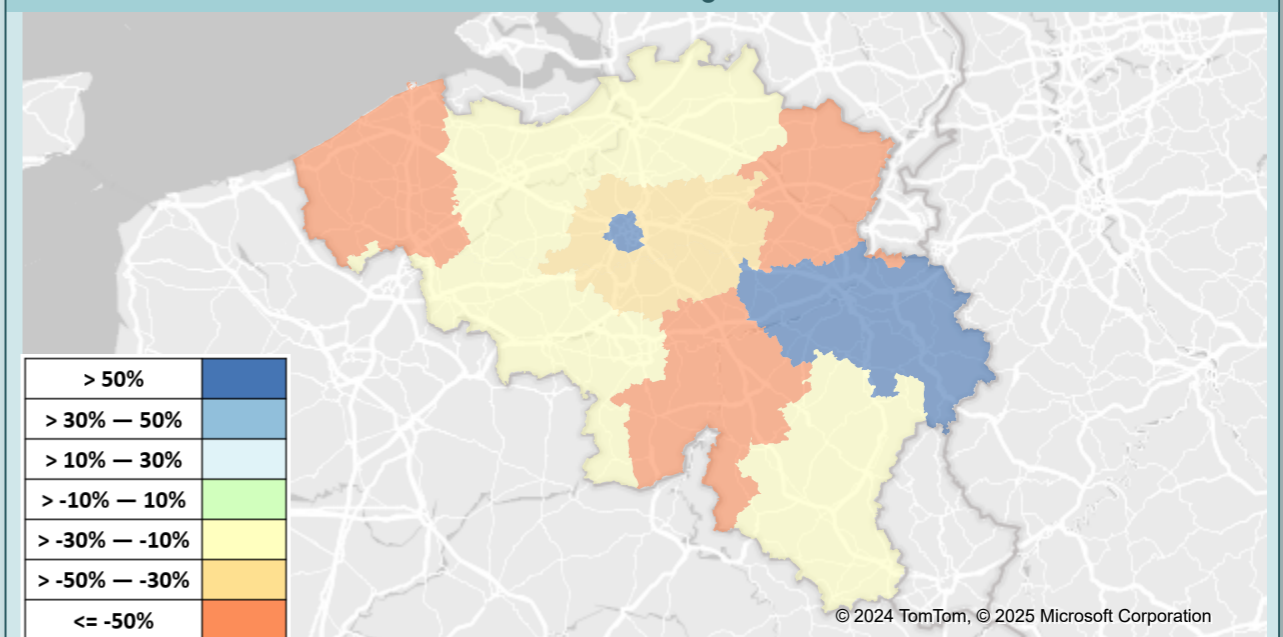 > 50%
> 30% — 50%
> 10% — 30%
> -10% — 10%
> -30% — -10%
> -50% — -30%
<= -50%
© 2024 TomTom, © 2025 Microsoft Corporation